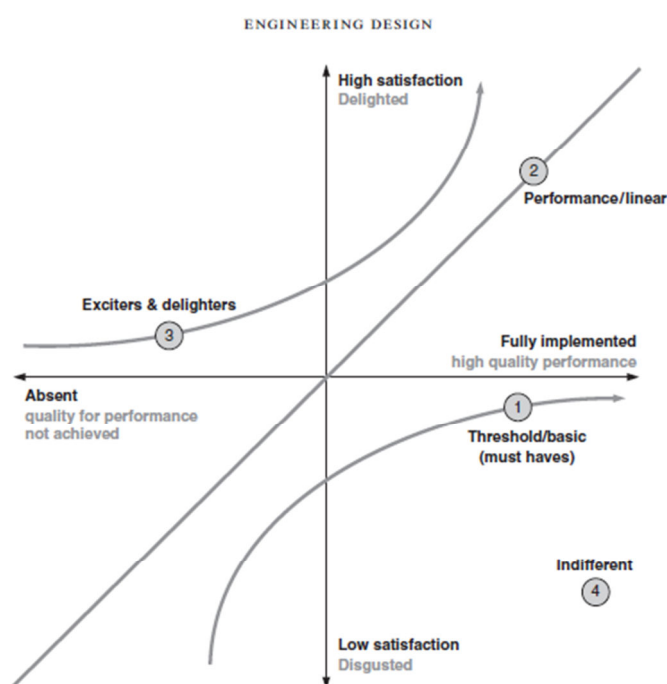 ENGINEERING DESIGN
High satisfaction
Delighted
2
Performance/linear
Exciters & delighters
3
Fully implemented
high quality performance
Absent
quality for performance
not achieved
1
Threshold/basic
(must haves)
Indifferent
4
Low satisfaction
Disgusted